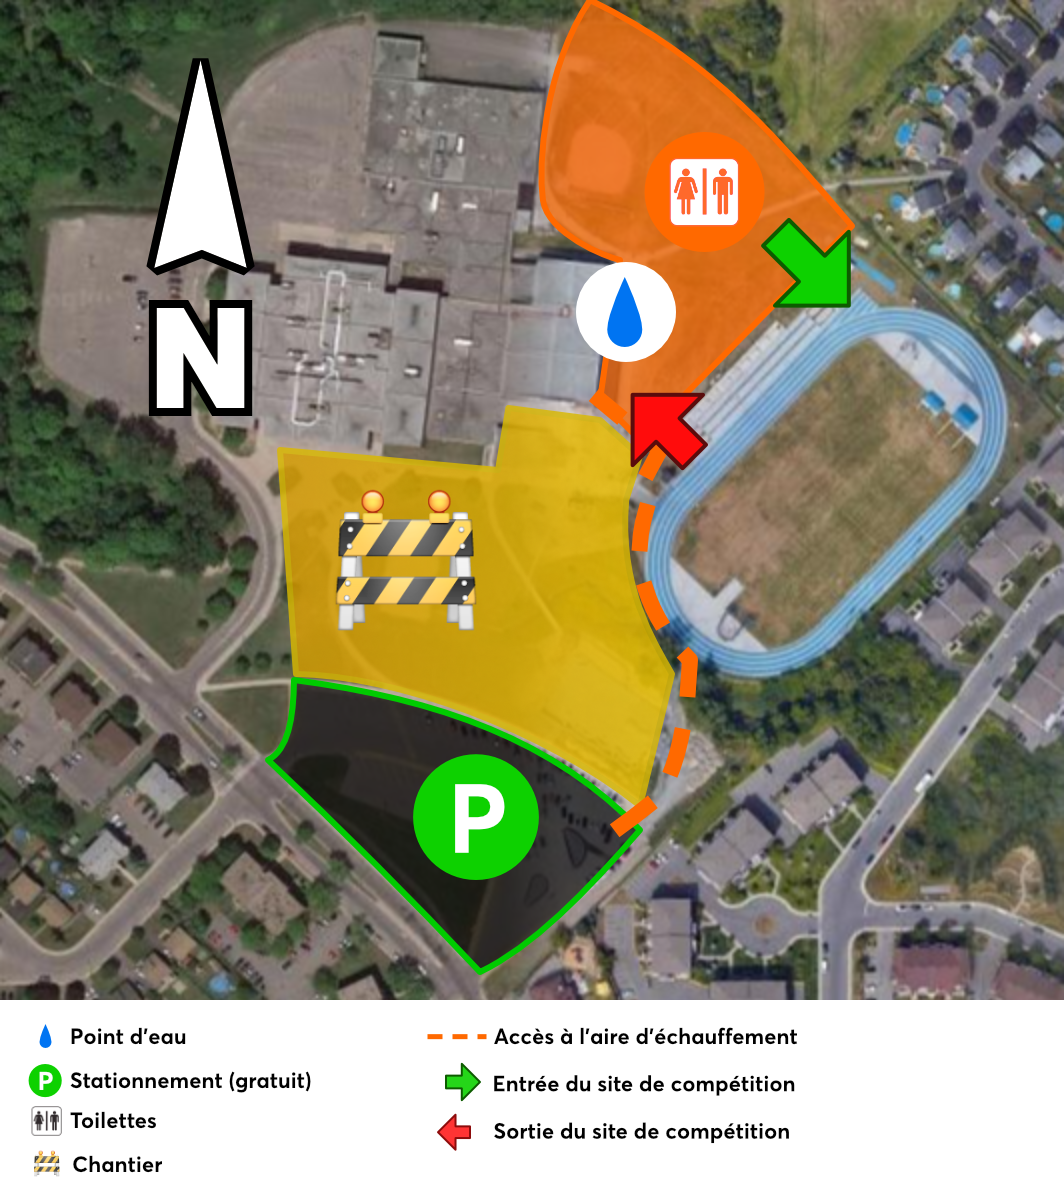 N
P
Point d'eau
P Stationnement (gratuit)
Toilettes
Chantier
Accès à l'aire d'échauffement
Entrée du site de compétition
Sortie du site de compétition